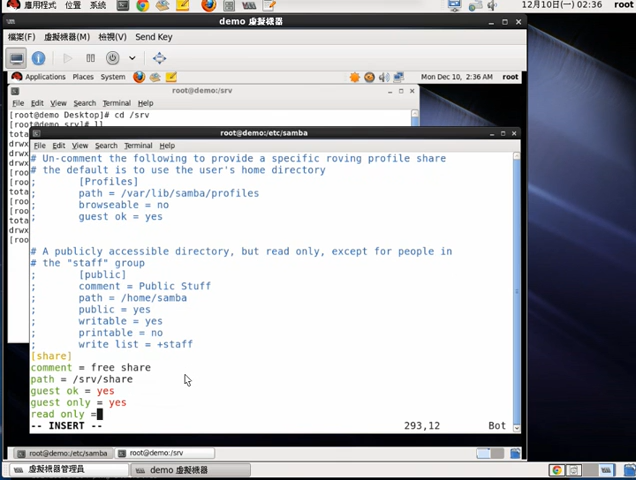 應用程式 位置 系統
12月10日(一) 02:36 root
demo 虛擬機器
檔案(F) 虛擬機器(M) 檢視(V) Send Key
Applications Places System
Mon Dec 10, 2:36 AM root
root@demo:/srv
File Edit View Search Terminal Help
[root@demo Desktop]# cd /srv
[root@demo srv]# ll
tota
drwx
root@demo:/etc/samba
File Edit View Search Terminal Help
# Un-comment the following to provide a specific roving profile share
# the default is to use the user's home directory
; [Profiles]
; path = /var/lib/samba/profiles
; browseable = no
; guest ok = yes
# A publicly accessible directory, but read only, except for people in
# the "staff" group
; [public]
; comment = Public Stuff
; path = /home/samba
; public = yes
; writable = yes
; printable = no
; write list = +staff
[share]
comment = free share
path = /srv/share
guest ok = yes
guest only = yes
read only =
-- INSERT --
293,12
Bot
root@demo:/etc/samba
root@demo:/srv
虛擬機器管理員
demo 虛擬機器